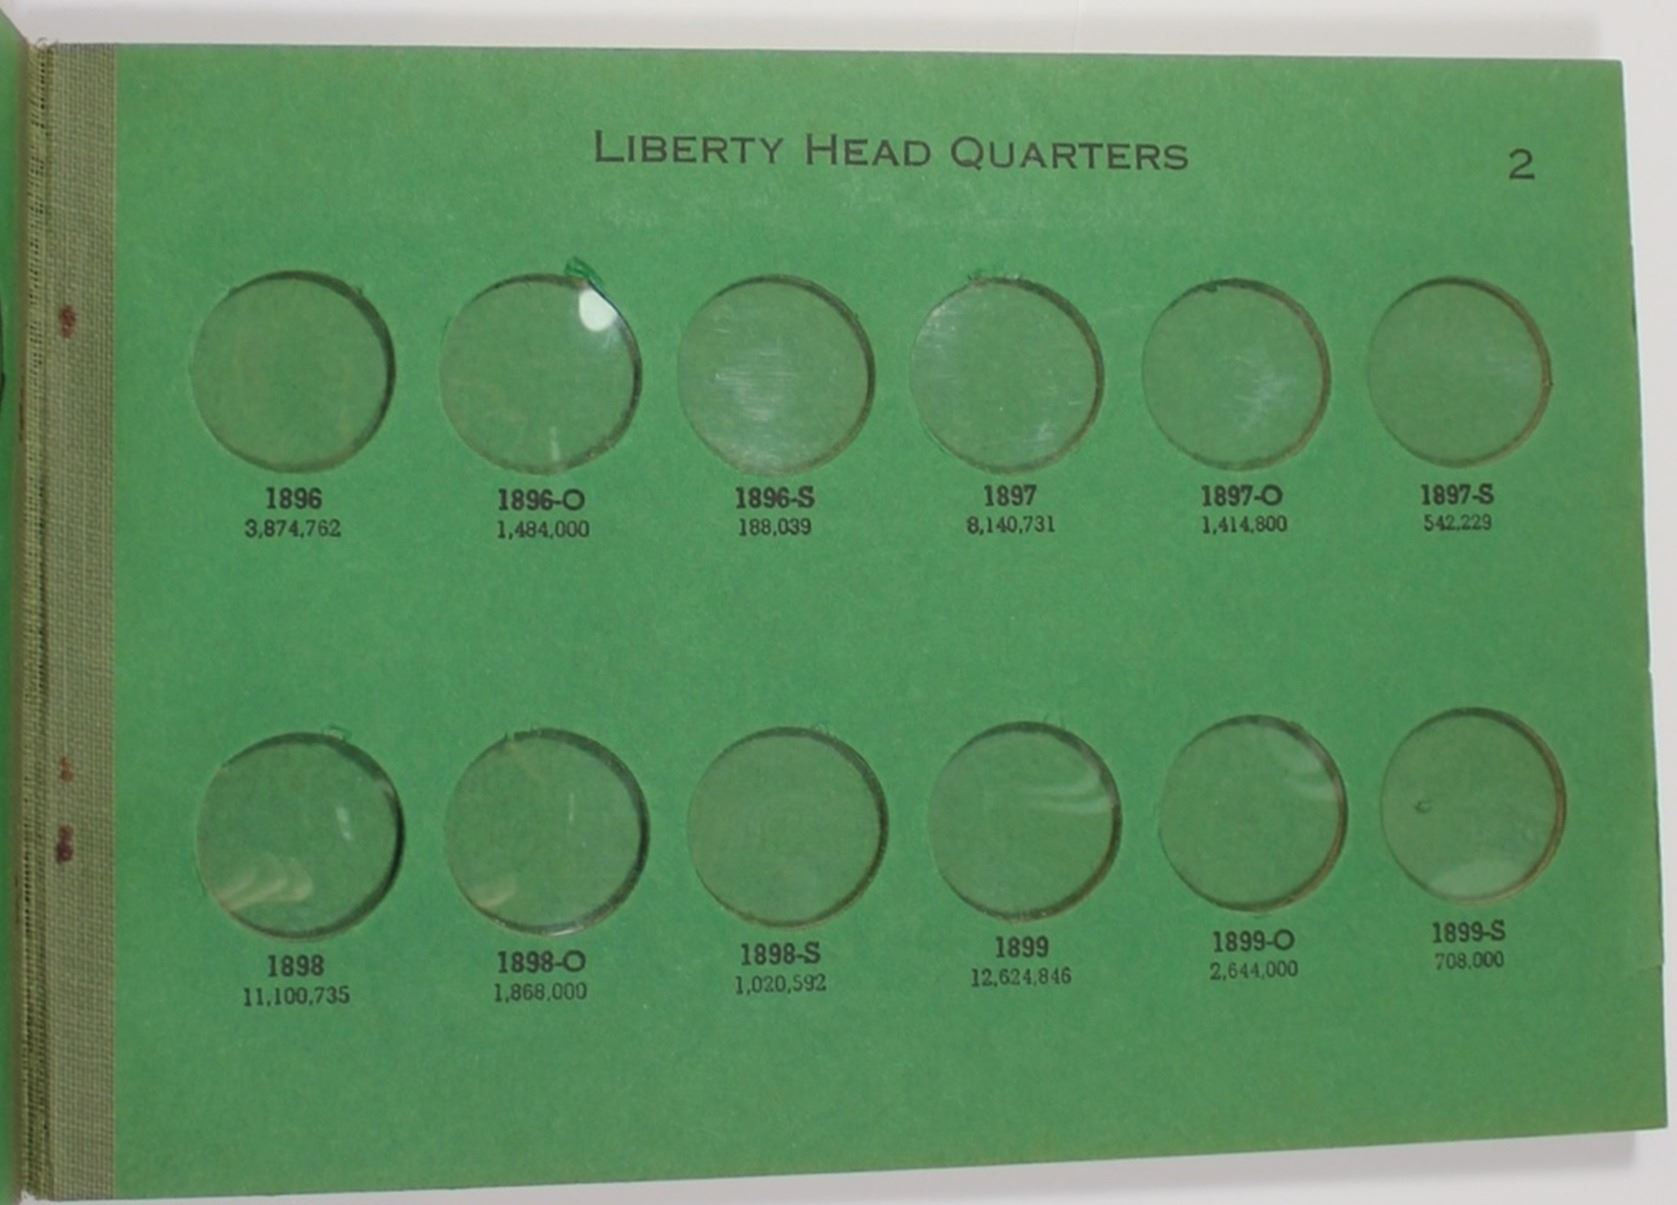 LIBERTY HEAD QUARTERS
2
1896 1896-O 1896-S 1897 1897-O 1897-S
3,874,762 1,484,000 188,039 8,140,731 1,414,800 542,229
1898 1898-O 1898-S 1899 1899-O 1899-S
11,100,735 1,868,000 1,020,592 12,624,846 2,644,000 708,000